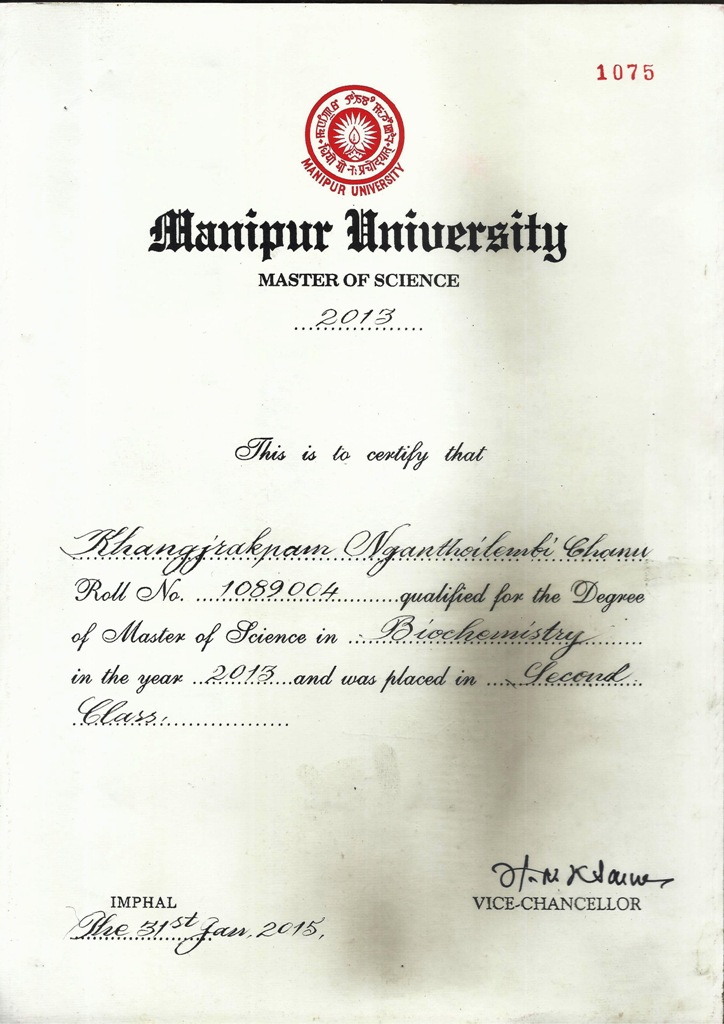 1075
धियो यो नः प्रचोदयात्
MANIPUR UNIVERSITY
Manipur University
MASTER OF SCIENCE
2013
This is to certify that
Khangjrakpam Nganthoilembi Chanu
Roll No. 1089004 qualified for the Degree
of Master of Science in Biochemistry
in the year 2013 and was placed in Second
Class.
IMPHAL
The 31st Jan, 2015,
VICE-CHANCELLOR